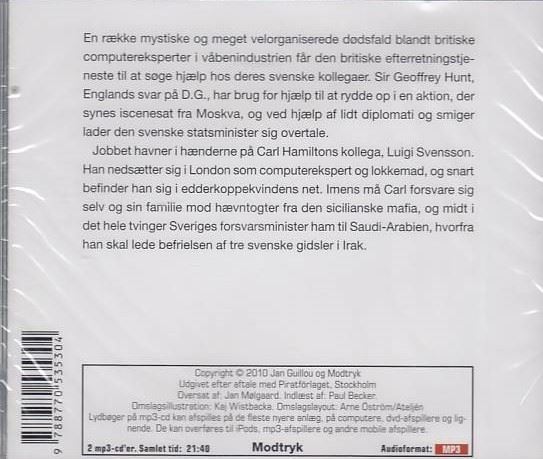 En række mystiske og meget velorganiserede dødsfald blandt britiske
computereksperter i våbenindustrien får den britiske efterretningstje-
neste til at søge hjælp hos deres svenske kollegaer. Sir Geoffrey Hunt,
Englands svar på D.G., har brug for hjælp til at rydde op i en aktion, der
synes iscenesat fra Moskva, og ved hjælp af lidt diplomati og smiger
lader den svenske statsminister sig overtale.
Jobbet havner i hænderne på Carl Hamiltons kollega, Luigi Svensson.
Han nedsætter sig i London som computerekspert og lokkemad, og snart
befinder han sig i edderkoppekvindens net. Imens må Carl forsvare sig
selv og sin familie mod hævntogter fra den sicilianske mafia, og midt i
det hele tvinger Sveriges forsvarsminister ham til Saudi-Arabien, hvorfra
han skal lede befrielsen af tre svenske gidsler i Irak.
9 788770 535304
Copyright © 2010 Jan Guillou og Modtryk
Udgivet efter aftale med Piratförlaget, Stockholm
Oversat af: Jan Mølgaard. Indlæst af: Paul Becker.
Omslagsillustration: Kaj Wistbacka. Omslagslayout: Arne Öström/Ateljén
Lydbøger på mp3-cd kan afspilles på de fleste nyere anlæg, på computere, dvd-afspillere og lig-
nende. De kan overføres til iPods, mp3-afspillere og andre mobile afspillere.
2 mp3-cd'er. Samlet tid: 21:40 Modtryk Audioformat: MP3